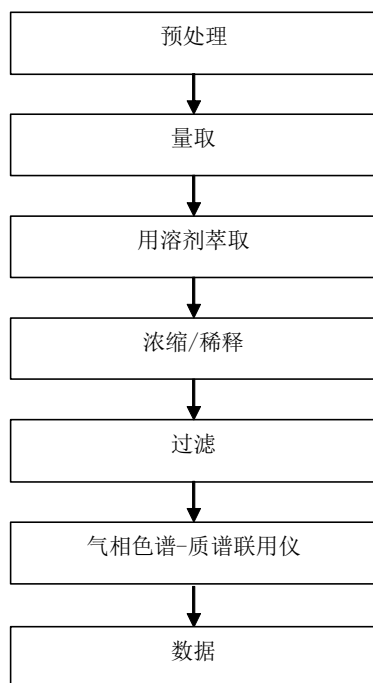 预处理
量取
用溶剂萃取
浓缩/稀释
过滤
气相色谱-质谱联用仪
数据